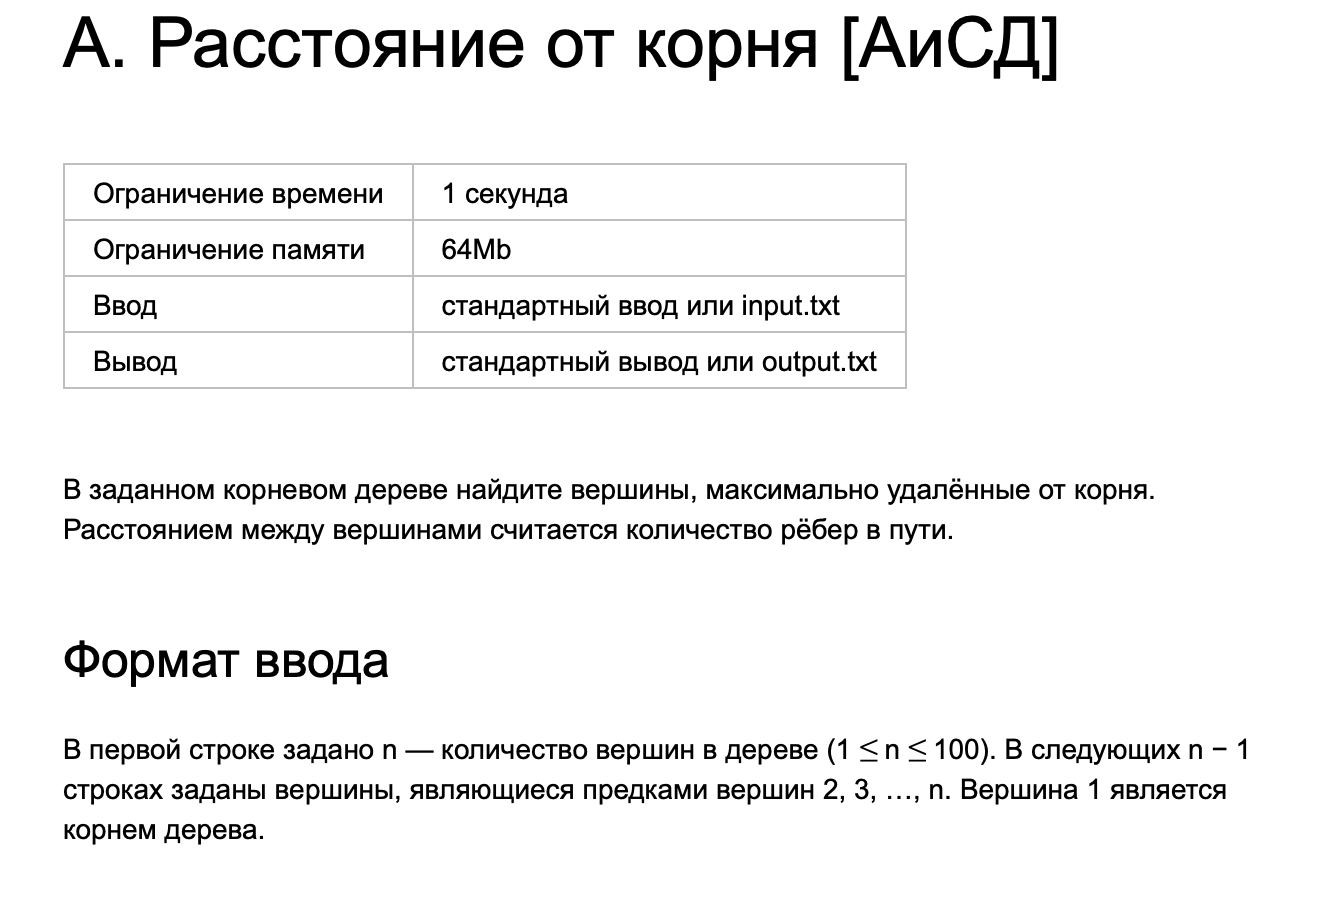 A. Расстояние от корня [АиСД]
Ограничение времени 1 секунда
Ограничение памяти 64Mb
Ввод стандартный ввод или input.txt
Вывод стандартный вывод или output.txt
В заданном корневом дереве найдите вершины, максимально удалённые от корня.
Расстоянием между вершинами считается количество рёбер в пути.
Формат ввода
В первой строке задано n — количество вершин в дереве (1 ≤ n ≤ 100). В следующих n − 1
строках заданы вершины, являющиеся предками вершин 2, 3, …, n. Вершина 1 является
корнем дерева.